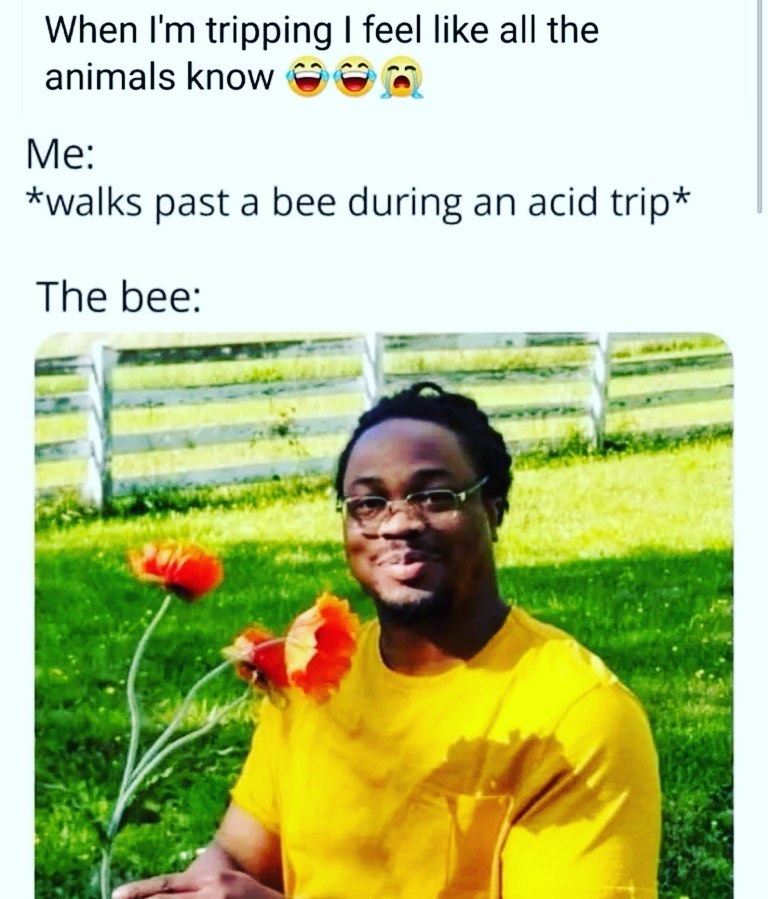 When I'm tripping I feel like all the
animals know 😂😂😭
Me:
*walks past a bee during an acid trip*
The bee: